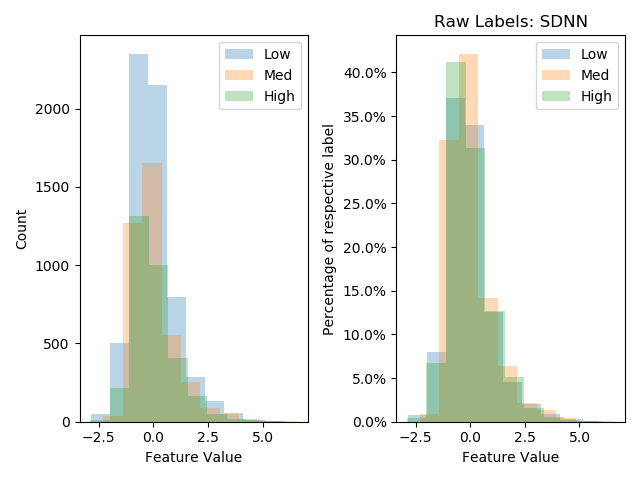 Low
Med
High
2000
1500
1000
500
0
Count
−2.5 0.0 2.5 5.0
Feature Value
Raw Labels: SDNN
Low
Med
High
40.0%
35.0%
30.0%
25.0%
20.0%
15.0%
10.0%
5.0%
0.0%
Percentage of respective label
−2.5 0.0 2.5 5.0
Feature Value